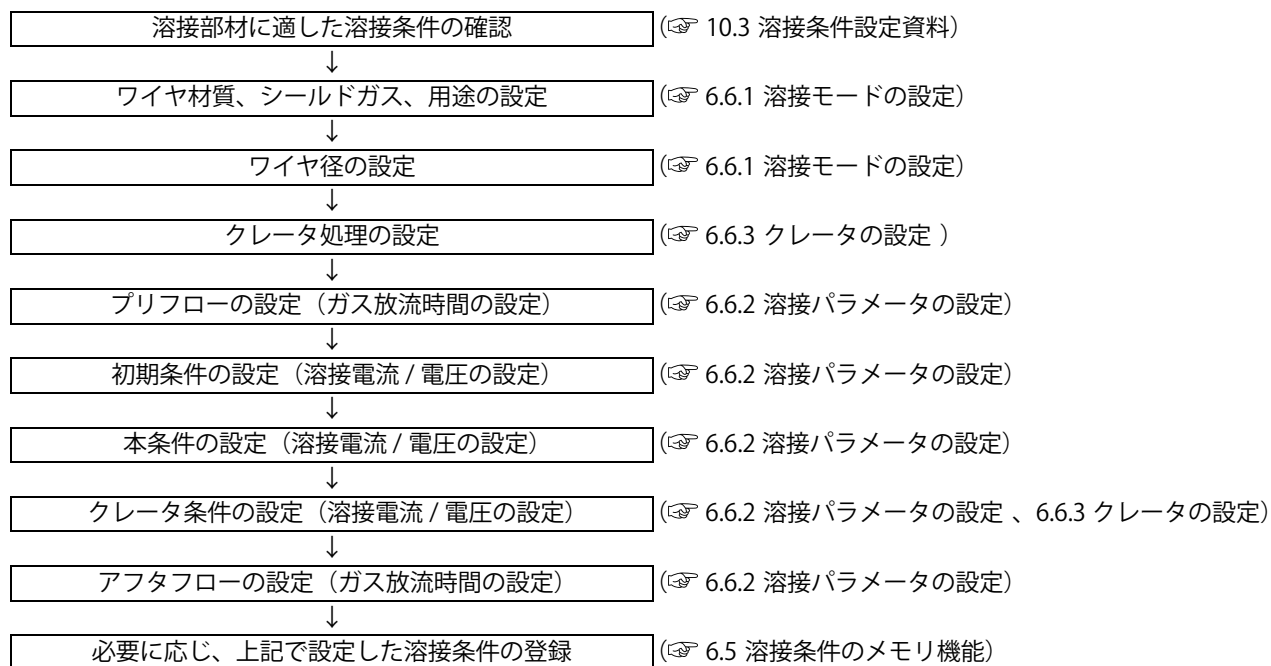 溶接部材に適した溶接条件の確認 (☞ 10.3 溶接条件設定資料)
↓
ワイヤ材質、シールドガス、用途の設定 (☞ 6.6.1 溶接モードの設定)
↓
ワイヤ径の設定 (☞ 6.6.1 溶接モードの設定)
↓
クレータ処理の設定 (☞ 6.6.3 クレータの設定 )
↓
プリフローの設定（ガス放流時間の設定） (☞ 6.6.2 溶接パラメータの設定)
↓
初期条件の設定（溶接電流 / 電圧の設定） (☞ 6.6.2 溶接パラメータの設定)
↓
本条件の設定（溶接電流 / 電圧の設定） (☞ 6.6.2 溶接パラメータの設定)
↓
クレータ条件の設定（溶接電流 / 電圧の設定） (☞ 6.6.2 溶接パラメータの設定 、6.6.3 クレータの設定)
↓
アフタフローの設定（ガス放流時間の設定） (☞ 6.6.2 溶接パラメータの設定)
↓
必要に応じ、上記で設定した溶接条件の登録 (☞ 6.5 溶接条件のメモリ機能)